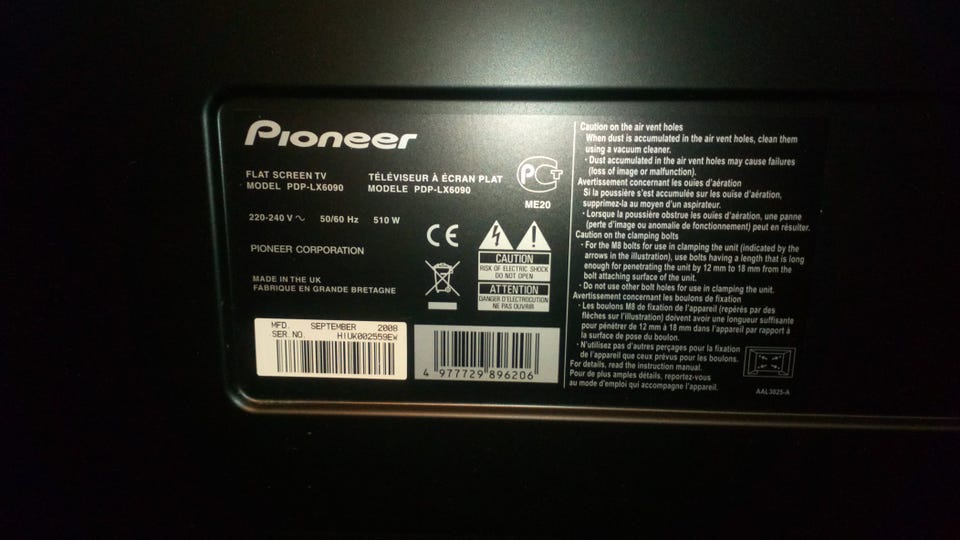 Pioneer
FLAT SCREEN TV
MODEL PDP-LX6090
TÉLÉVISEUR À ÉCRAN PLAT
MODELE PDP-LX6090
PCT
ME20
220-240 V ~ 50/60 Hz 510 W
PIONEER CORPORATION
CE
MADE IN THE UK
FABRIQUE EN GRANDE BRETAGNE
CAUTION
RISK OF ELECTRIC SHOCK
DO NOT OPEN
ATTENTION
DANGER D'ELECTROCUTION
NE PAS OUVRIR
MFD. SEPTEMBER 2008
SER. NO. HIUK002559EW
4 977729 896206
Caution on the air vent holes
When dust is accumulated in the air vent holes, clean them
using a vacuum cleaner.
· Dust accumulated in the air vent holes may cause failures
(loss of image or malfunction).
Avertissement concernant les ouïes d'aération
Si la poussière s'est accumulée sur les ouïes d'aération,
supprimez-la au moyen d'un aspirateur.
· Lorsque la poussière obstrue les ouïes d'aération, une panne
(perte d'image ou anomalie de fonctionnement) peut en résulter.
Caution on the clamping bolts
· For the M8 bolts for use in clamping the unit (indicated by the
arrows in the illustration), use bolts having a length that is long
enough for penetrating the unit by 12 mm to 18 mm from the
bolt attaching surface of the unit.
· Do not use other bolt holes for use in clamping the unit.
Avertissement concernant les boulons de fixation
· Les boulons M8 de fixation de l'appareil (repérés par des
flèches sur l'illustration) doivent avoir une longueur suffisante
pour pénétrer de 12 mm à 18 mm dans l'appareil par rapport à
la surface de pose du boulon.
· N'utilisez pas d'autres perçages pour la fixation
de l'appareil que ceux prévus pour les boulons.
For details, read the instruction manual.
Pour de plus amples détails, reportez-vous
au mode d'emploi qui accompagne l'appareil.
AAL3025-A